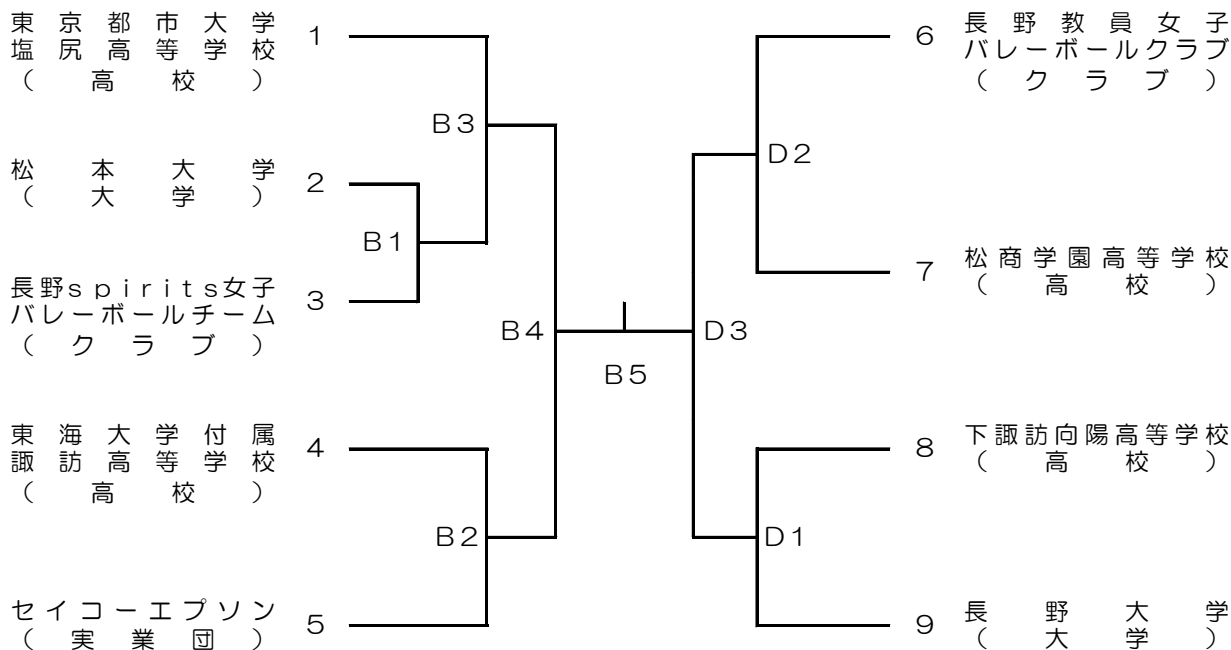 東京都市大学
塩尻高等学校
（高校）
1
松本大学
（大学）
2
長野spirits女子
バレーボールチーム
（クラブ）
3
東海大学付属
諏訪高等学校
（高校）
4
セイコーエプソン
（実業団）
5
B3
B1
B4
B2
B5
D2
D3
D1
6
長野教員女子
バレーボールクラブ
（クラブ）
7
松商学園高等学校
（高校）
8
下諏訪向陽高等学校
（高校）
9
長野大学
（大学）